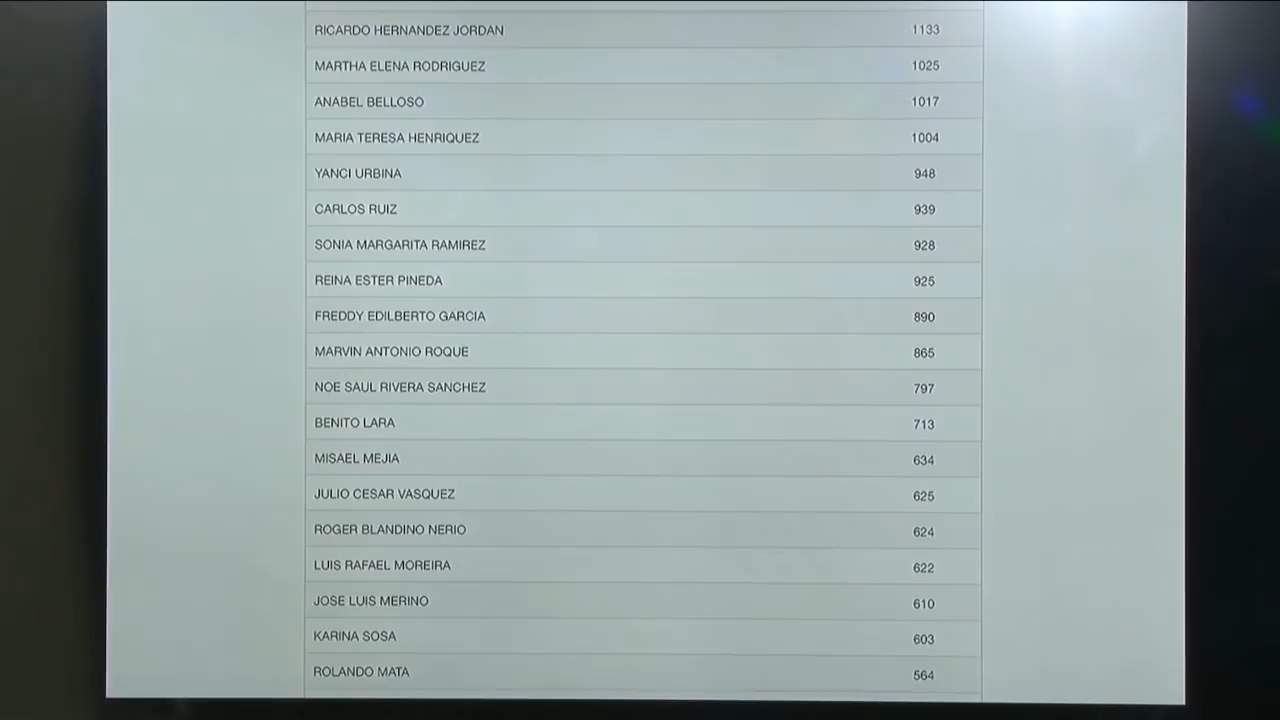 RICARDO HERNANDEZ JORDAN 1133
MARTHA ELENA RODRIGUEZ 1025
ANABEL BELLOSO 1017
MARIA TERESA HENRIQUEZ 1004
YANCI URBINA 948
CARLOS RUIZ 939
SONIA MARGARITA RAMIREZ 928
REINA ESTER PINEDA 925
FREDDY EDILBERTO GARCIA 890
MARVIN ANTONIO ROQUE 865
NOE SAUL RIVERA SANCHEZ 797
BENITO LARA 713
MISAEL MEJIA 634
JULIO CESAR VASQUEZ 625
ROGER BLANDINO NERIO 624
LUIS RAFAEL MOREIRA 622
JOSE LUIS MERINO 610
KARINA SOSA 603
ROLANDO MATA 564